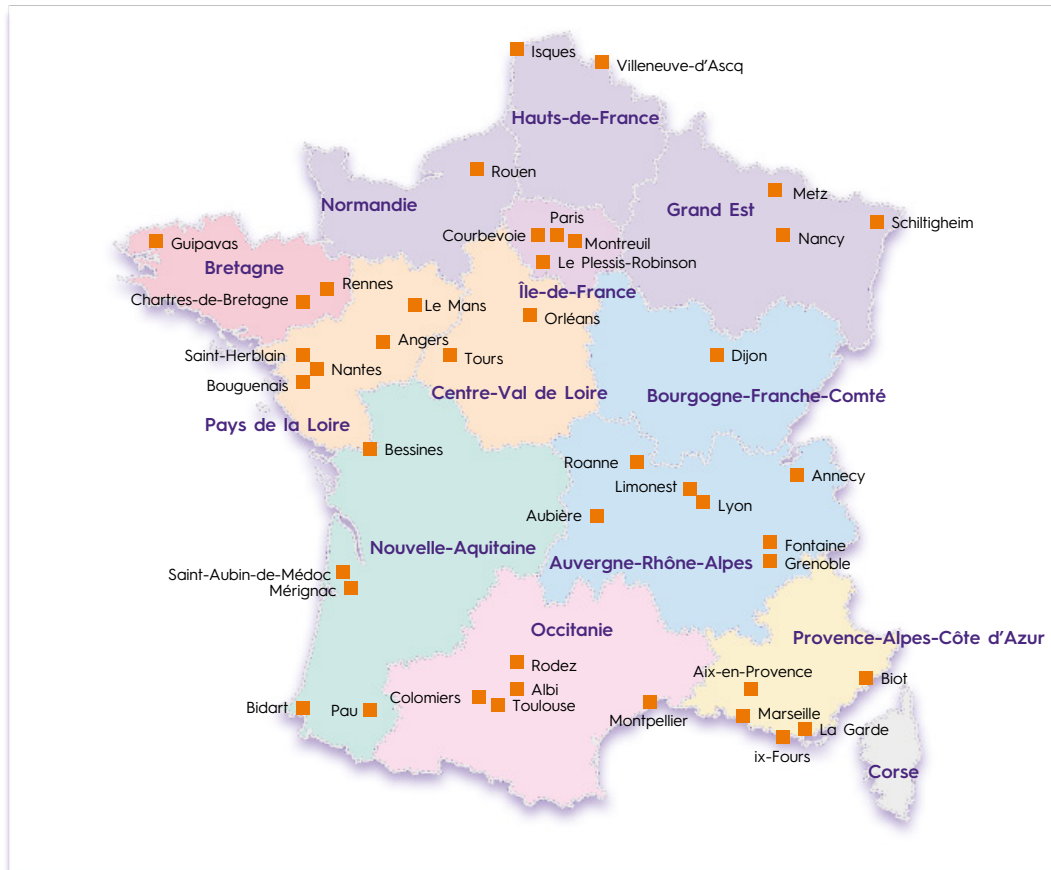 Isques
Villeneuve-d'Ascq
Hauts-de-France
Rouen
Metz
Normandie
Grand Est
Paris
Schiltigheim
Guipavas
Courbevoie
Montreuil
Nancy
Bretagne
Le Plessis-Robinson
Rennes
Île-de-France
Chartres-de-Bretagne
Le Mans
Orléans
Angers
Saint-Herblain
Tours
Dijon
Nantes
Bouguenais
Centre-Val de Loire
Bourgogne-Franche-Comté
Pays de la Loire
Bessines
Roanne
Annecy
Limonest
Lyon
Aubière
Fontaine
Nouvelle-Aquitaine
Auvergne-Rhône-Alpes
Grenoble
Saint-Aubin-de-Médoc
Mérignac
Occitanie
Provence-Alpes-Côte d'Azur
Rodez
Aix-en-Provence
Biot
Albi
Colomiers
Toulouse
Bidart
Pau
Montpellier
Marseille
La Garde
ix-Fours
Corse